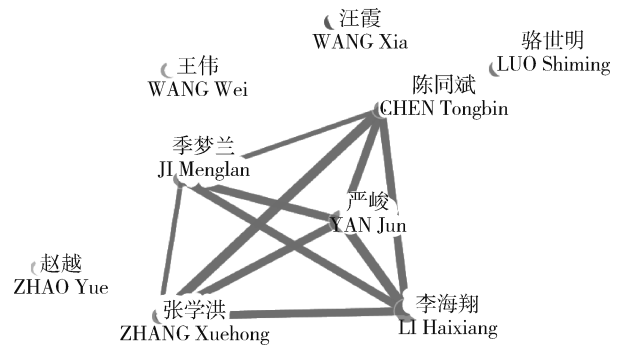 汪霞
WANG Xia
骆世明
LUO Shiming
王伟
WANG Wei
陈同斌
CHEN Tongbin
季梦兰
JI Menglan
严峻
YAN Jun
赵越
ZHAO Yue
张学洪
ZHANG Xuehong
李海翔
LI Haixiang